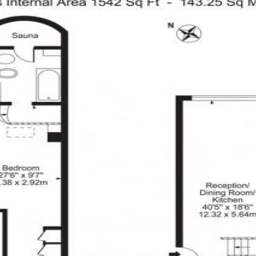 Internal Area 1542 Sq Ft - 143.25 Sq M
Sauna
N
Bedroom
27'6" x 9'7"
.38 x 2.92m
Reception/
Dining Room/
Kitchen
40'5" x 18'6"
12.32 x 5.64m